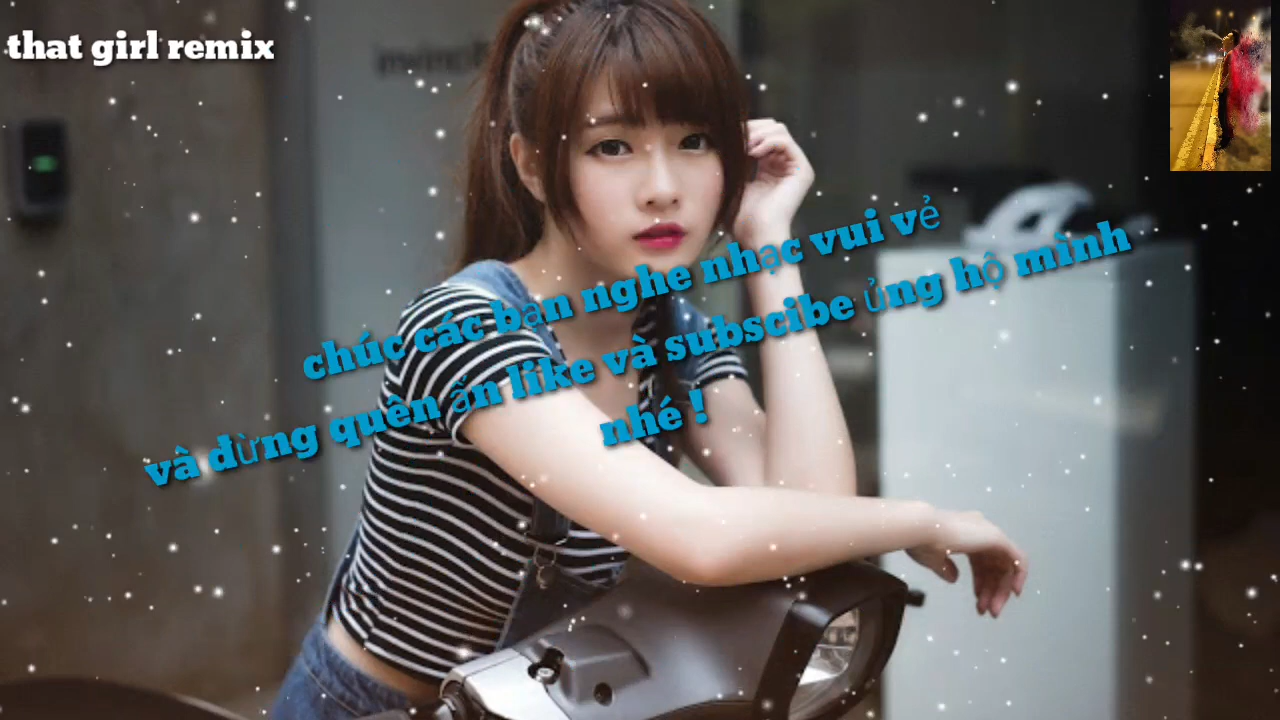 that girl remix
chúc các bạn nghe nhạc vui vẻ
và đừng quên ấn like và subscibe ủng hộ mình
nhé !